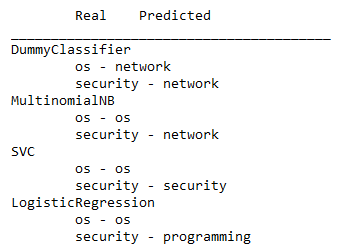 Real Predicted
DummyClassifier
os - network
security - network
MultinomialNB
os - os
security - network
SVC
os - os
security - security
LogisticRegression
os - os
security - programming